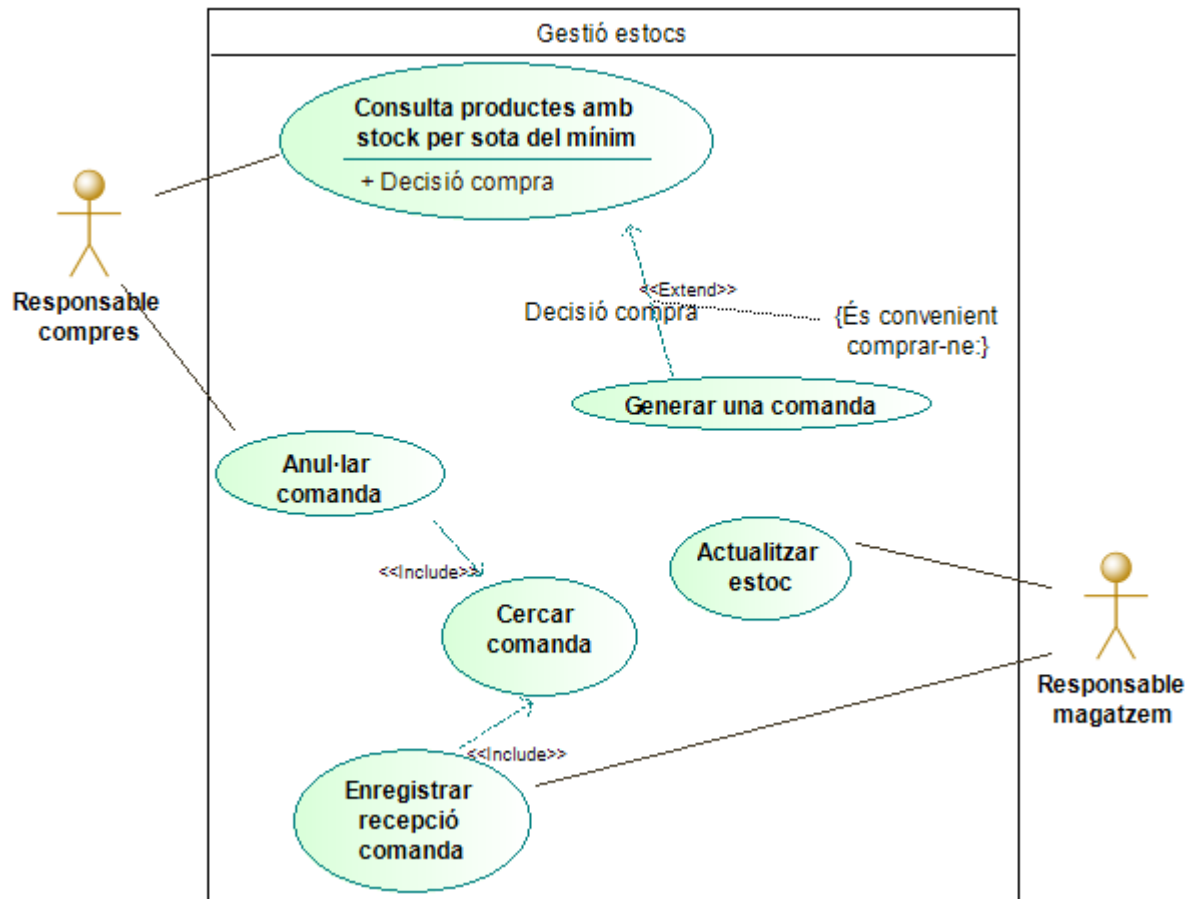 Gestió estocs
Consulta productes amb
stock per sota del mínim
+ Decisió compra
Responsable
compres
<<Extend>>
Decisió compra
{És convenient
comprar-ne:}
Generar una comanda
Anul·lar
comanda
Actualitzar
estoc
<<Include>>
Cercar
comanda
Responsable
magatzem
<<Include>>
Enregistrar
recepció
comanda